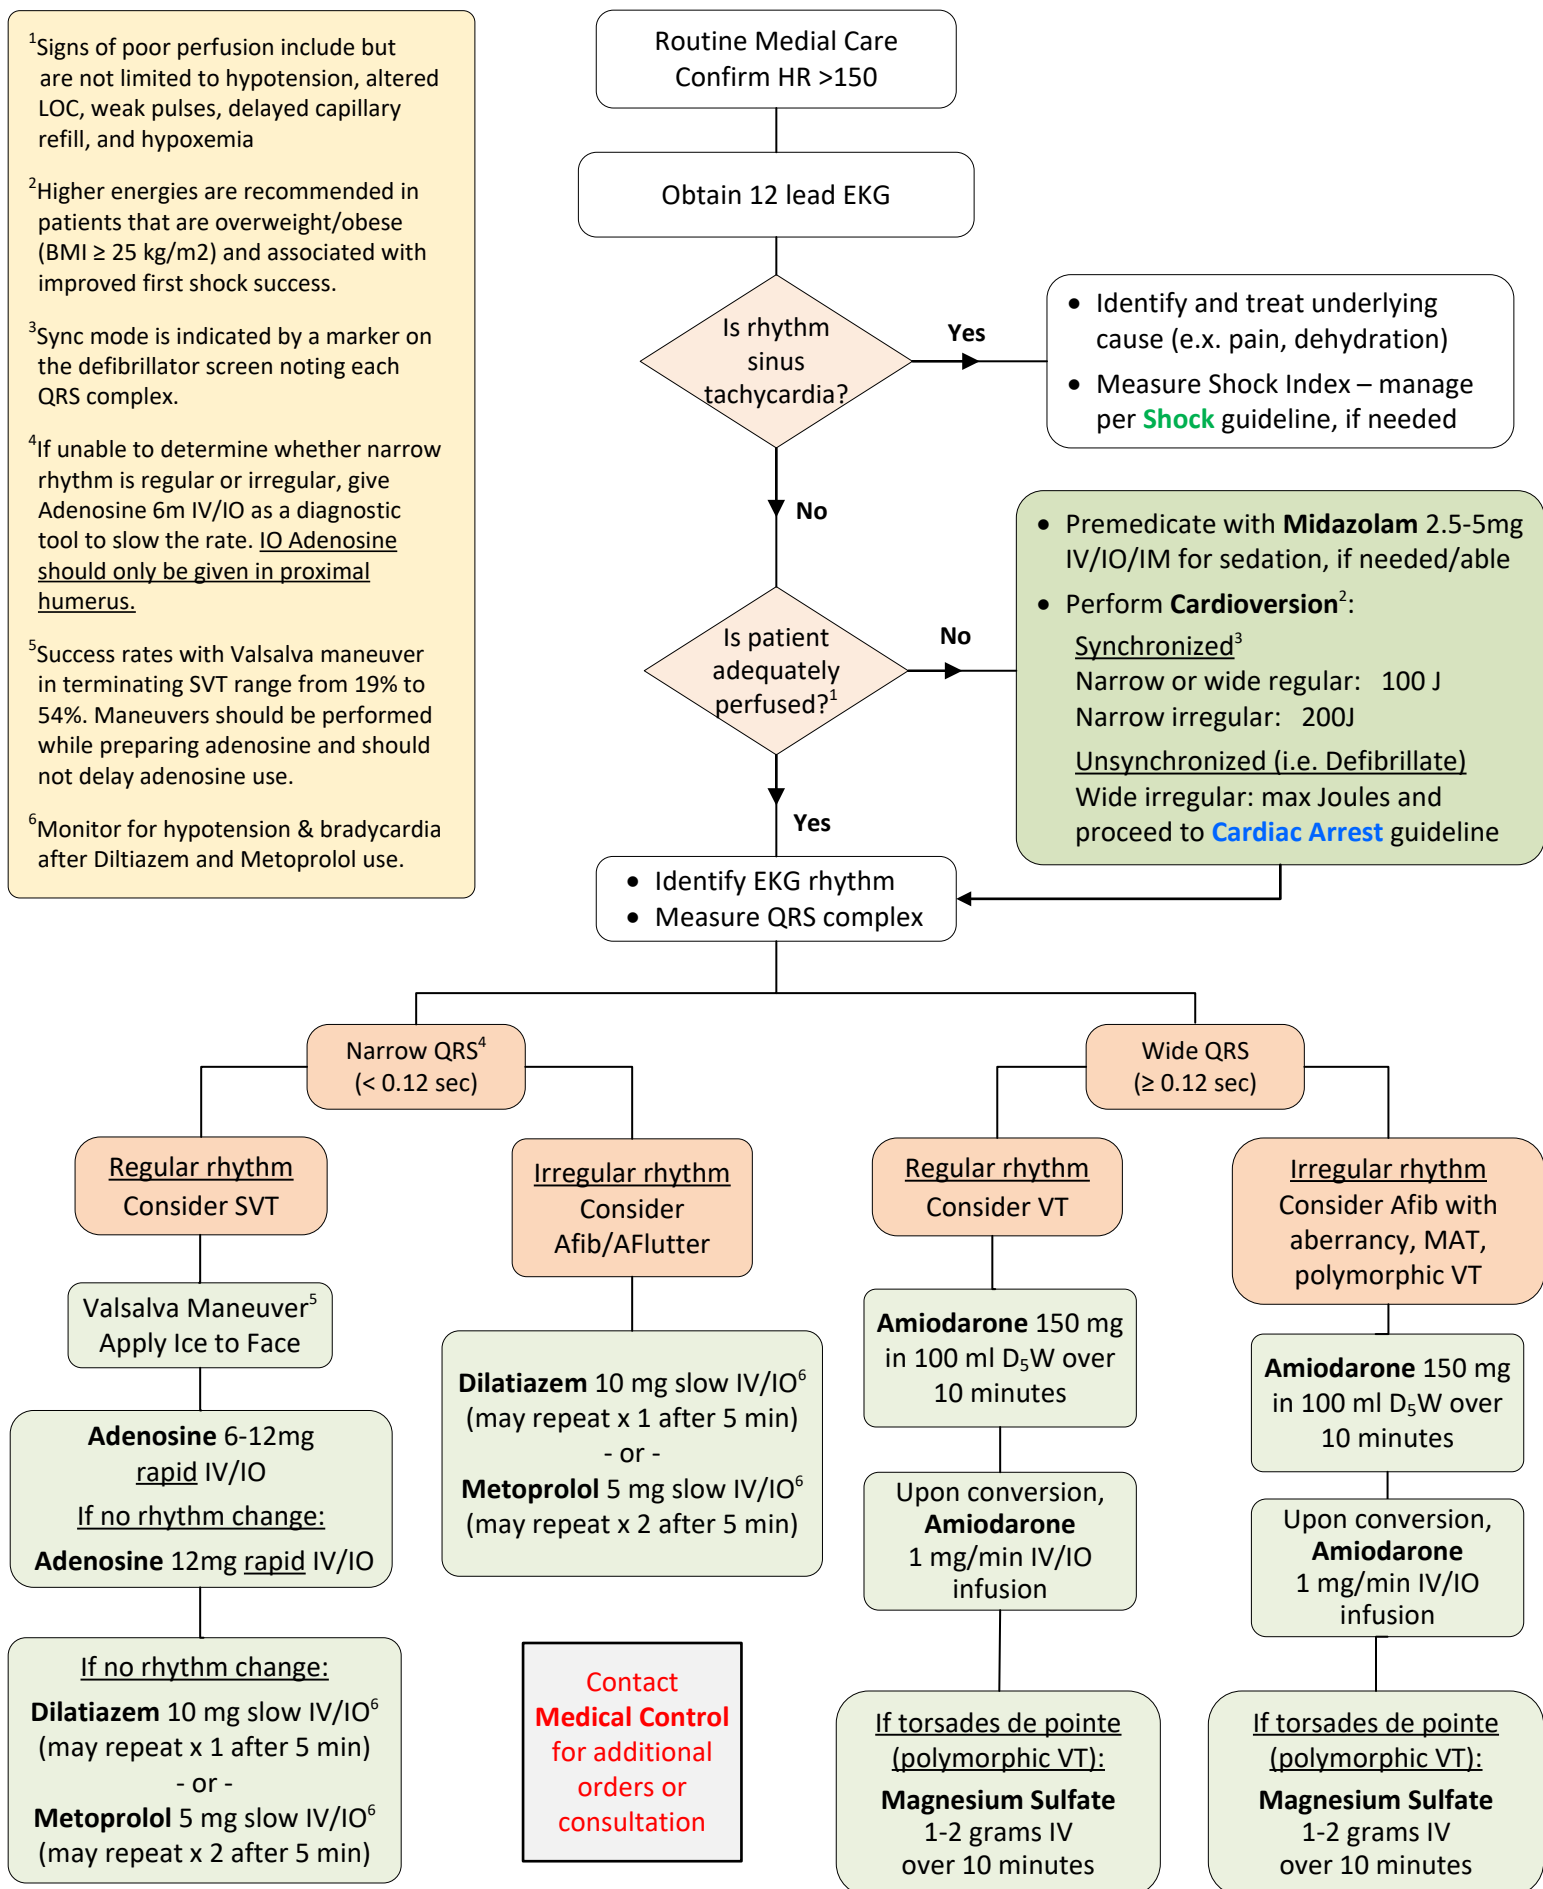 ¹Signs of poor perfusion include but
are not limited to hypotension, altered
LOC, weak pulses, delayed capillary
refill, and hypoxemia
²Higher energies are recommended in
patients that are overweight/obese
(BMI ≥ 25 kg/m2) and associated with
improved first shock success.
³Sync mode is indicated by a marker on
the defibrillator screen noting each
QRS complex.
⁴If unable to determine whether narrow
rhythm is regular or irregular, give
Adenosine 6m IV/IO as a diagnostic
tool to slow the rate. IO Adenosine
should only be given in proximal
humerus.
⁵Success rates with Valsalva maneuver
in terminating SVT range from 19% to
54%. Maneuvers should be performed
while preparing adenosine and should
not delay adenosine use.
⁶Monitor for hypotension & bradycardia
after Diltiazem and Metoprolol use.
Routine Medial Care
Confirm HR >150
Obtain 12 lead EKG
Is rhythm
sinus
tachycardia?
Yes
• Identify and treat underlying
cause (e.x. pain, dehydration)
• Measure Shock Index – manage
per Shock guideline, if needed
No
Is patient
adequately
perfused?¹
No
• Premedicate with Midazolam 2.5-5mg
IV/IO/IM for sedation, if needed/able
• Perform Cardioversion²:
Synchronized³
Narrow or wide regular: 100 J
Narrow irregular: 200J
Unsynchronized (i.e. Defibrillate)
Wide irregular: max Joules and
proceed to Cardiac Arrest guideline
Yes
• Identify EKG rhythm
• Measure QRS complex
Narrow QRS⁴
(< 0.12 sec)
Regular rhythm
Consider SVT
Valsalva Maneuver⁵
Apply Ice to Face
Adenosine 6-12mg
rapid IV/IO
If no rhythm change:
Adenosine 12mg rapid IV/IO
If no rhythm change:
Dilatiazem 10 mg slow IV/IO⁶
(may repeat x 1 after 5 min)
- or -
Metoprolol 5 mg slow IV/IO⁶
(may repeat x 2 after 5 min)
Irregular rhythm
Consider
Afib/AFlutter
Dilatiazem 10 mg slow IV/IO⁶
(may repeat x 1 after 5 min)
- or -
Metoprolol 5 mg slow IV/IO⁶
(may repeat x 2 after 5 min)
Contact
Medical Control
for additional
orders or
consultation
Wide QRS
(≥ 0.12 sec)
Regular rhythm
Consider VT
Amiodarone 150 mg
in 100 ml D₅W over
10 minutes
Upon conversion,
Amiodarone
1 mg/min IV/IO
infusion
If torsades de pointe
(polymorphic VT):
Magnesium Sulfate
1-2 grams IV
over 10 minutes
Irregular rhythm
Consider Afib with
aberrancy, MAT,
polymorphic VT
Amiodarone 150 mg
in 100 ml D₅W over
10 minutes
Upon conversion,
Amiodarone
1 mg/min IV/IO
infusion
If torsades de pointe
(polymorphic VT):
Magnesium Sulfate
1-2 grams IV
over 10 minutes